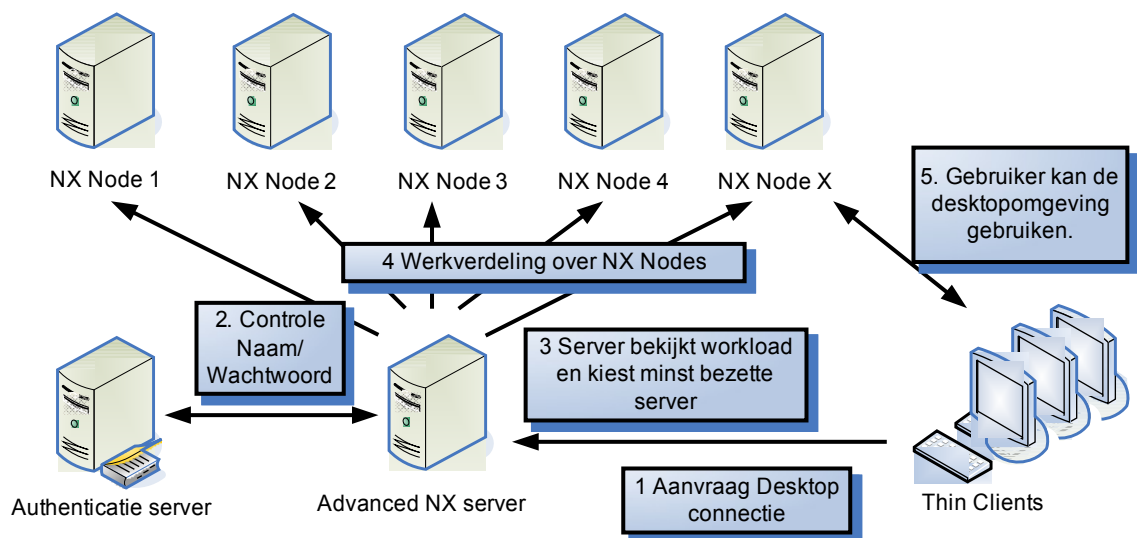 NX Node 1
NX Node 2
NX Node 3
NX Node 4
NX Node X
5. Gebruiker kan de
desktopomgeving
gebruiken.
4 Werkverdeling over NX Nodes
2. Controle
Naam/
Wachtwoord
3 Server bekijkt workload
en kiest minst bezette
server
1 Aanvraag Desktop
connectie
Authenticatie server
Advanced NX server
Thin Clients